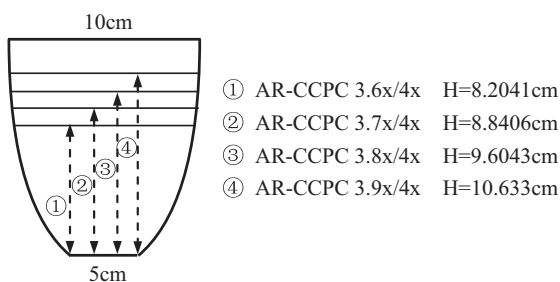 10cm
① AR-CCPC 3.6x/4x H=8.2041cm
② AR-CCPC 3.7x/4x H=8.8406cm
③ AR-CCPC 3.8x/4x H=9.6043cm
④ AR-CCPC 3.9x/4x H=10.633cm
④
③
②
①
5cm